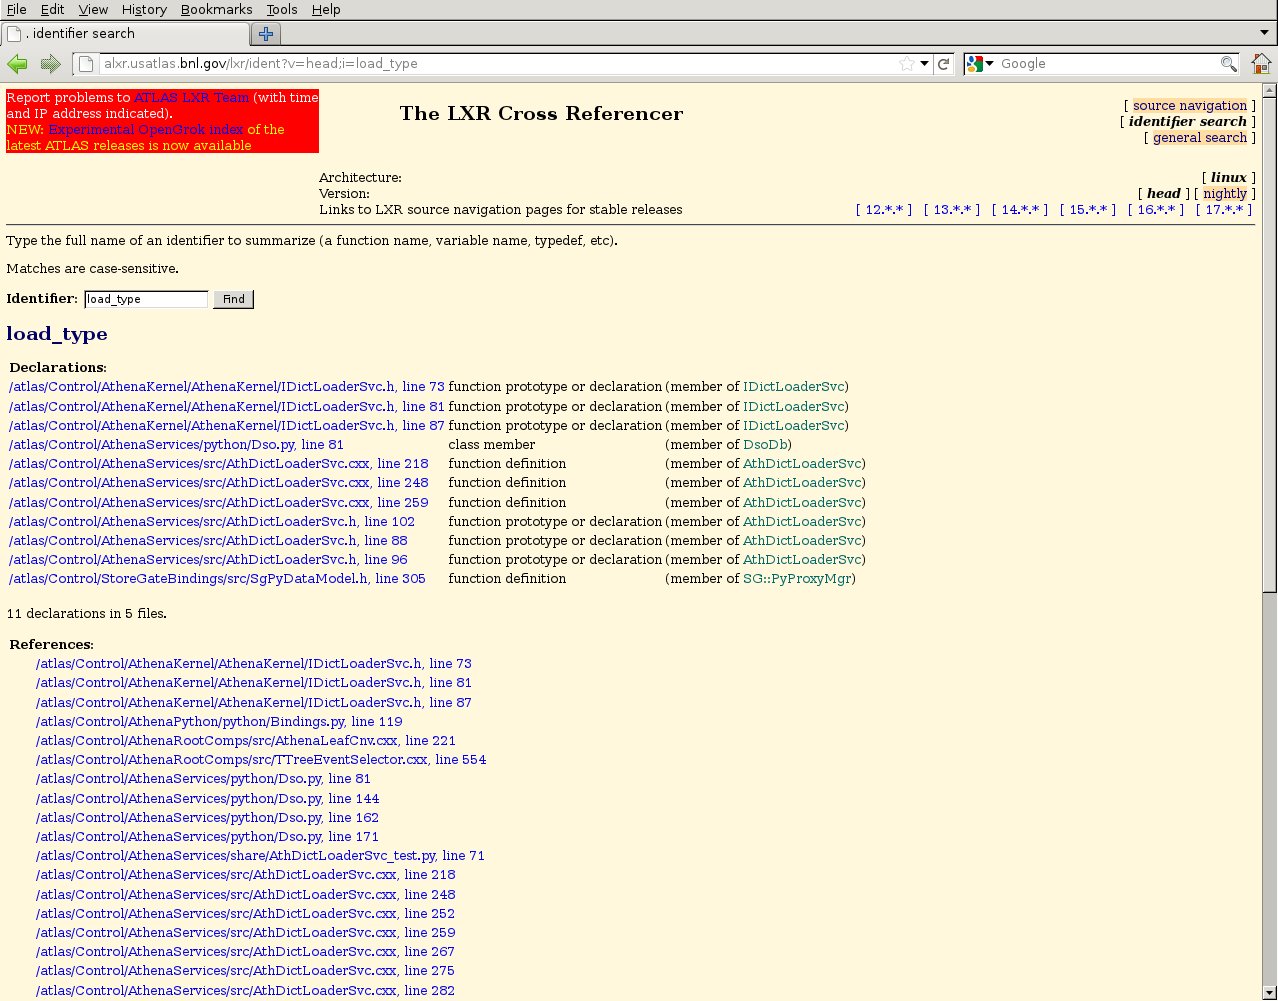 File Edit View History Bookmarks Tools Help
. identifier search
alxr.usatlas.bnl.gov/lxr/ident?v=head;i=load_type
Google
Report problems to ATLAS LXR Team (with time
and IP address indicated).
NEW: Experimental OpenGrok index of the
latest ATLAS releases is now available
The LXR Cross Referencer
[ source navigation ]
[ identifier search ]
[ general search ]
Architecture: [ linux ]
Version: [ head ] [ nightly ]
Links to LXR source navigation pages for stable releases [ 12.*.* ] [ 13.*.* ] [ 14.*.* ] [ 15.*.* ] [ 16.*.* ] [ 17.*.* ]
Type the full name of an identifier to summarize (a function name, variable name, typedef, etc).
Matches are case-sensitive.
Identifier: load_type Find
load_type
Declarations:
/atlas/Control/AthenaKernel/AthenaKernel/IDictLoaderSvc.h, line 73 function prototype or declaration (member of IDictLoaderSvc)
/atlas/Control/AthenaKernel/AthenaKernel/IDictLoaderSvc.h, line 81 function prototype or declaration (member of IDictLoaderSvc)
/atlas/Control/AthenaKernel/AthenaKernel/IDictLoaderSvc.h, line 87 function prototype or declaration (member of IDictLoaderSvc)
/atlas/Control/AthenaServices/python/Dso.py, line 81 class member (member of DsoDb)
/atlas/Control/AthenaServices/src/AthDictLoaderSvc.cxx, line 218 function definition (member of AthDictLoaderSvc)
/atlas/Control/AthenaServices/src/AthDictLoaderSvc.cxx, line 248 function definition (member of AthDictLoaderSvc)
/atlas/Control/AthenaServices/src/AthDictLoaderSvc.cxx, line 259 function definition (member of AthDictLoaderSvc)
/atlas/Control/AthenaServices/src/AthDictLoaderSvc.h, line 102 function prototype or declaration (member of AthDictLoaderSvc)
/atlas/Control/AthenaServices/src/AthDictLoaderSvc.h, line 88 function prototype or declaration (member of AthDictLoaderSvc)
/atlas/Control/AthenaServices/src/AthDictLoaderSvc.h, line 96 function prototype or declaration (member of AthDictLoaderSvc)
/atlas/Control/StoreGateBindings/src/SgPyDataModel.h, line 305 function definition (member of SG::PyProxyMgr)
11 declarations in 5 files.
References:
/atlas/Control/AthenaKernel/AthenaKernel/IDictLoaderSvc.h, line 73
/atlas/Control/AthenaKernel/AthenaKernel/IDictLoaderSvc.h, line 81
/atlas/Control/AthenaKernel/AthenaKernel/IDictLoaderSvc.h, line 87
/atlas/Control/AthenaPython/python/Bindings.py, line 119
/atlas/Control/AthenaRootComps/src/AthenaLeafCnv.cxx, line 221
/atlas/Control/AthenaRootComps/src/TTreeEventSelector.cxx, line 554
/atlas/Control/AthenaServices/python/Dso.py, line 81
/atlas/Control/AthenaServices/python/Dso.py, line 144
/atlas/Control/AthenaServices/python/Dso.py, line 162
/atlas/Control/AthenaServices/python/Dso.py, line 171
/atlas/Control/AthenaServices/share/AthDictLoaderSvc_test.py, line 71
/atlas/Control/AthenaServices/src/AthDictLoaderSvc.cxx, line 218
/atlas/Control/AthenaServices/src/AthDictLoaderSvc.cxx, line 248
/atlas/Control/AthenaServices/src/AthDictLoaderSvc.cxx, line 252
/atlas/Control/AthenaServices/src/AthDictLoaderSvc.cxx, line 259
/atlas/Control/AthenaServices/src/AthDictLoaderSvc.cxx, line 267
/atlas/Control/AthenaServices/src/AthDictLoaderSvc.cxx, line 275
/atlas/Control/AthenaServices/src/AthDictLoaderSvc.cxx, line 282